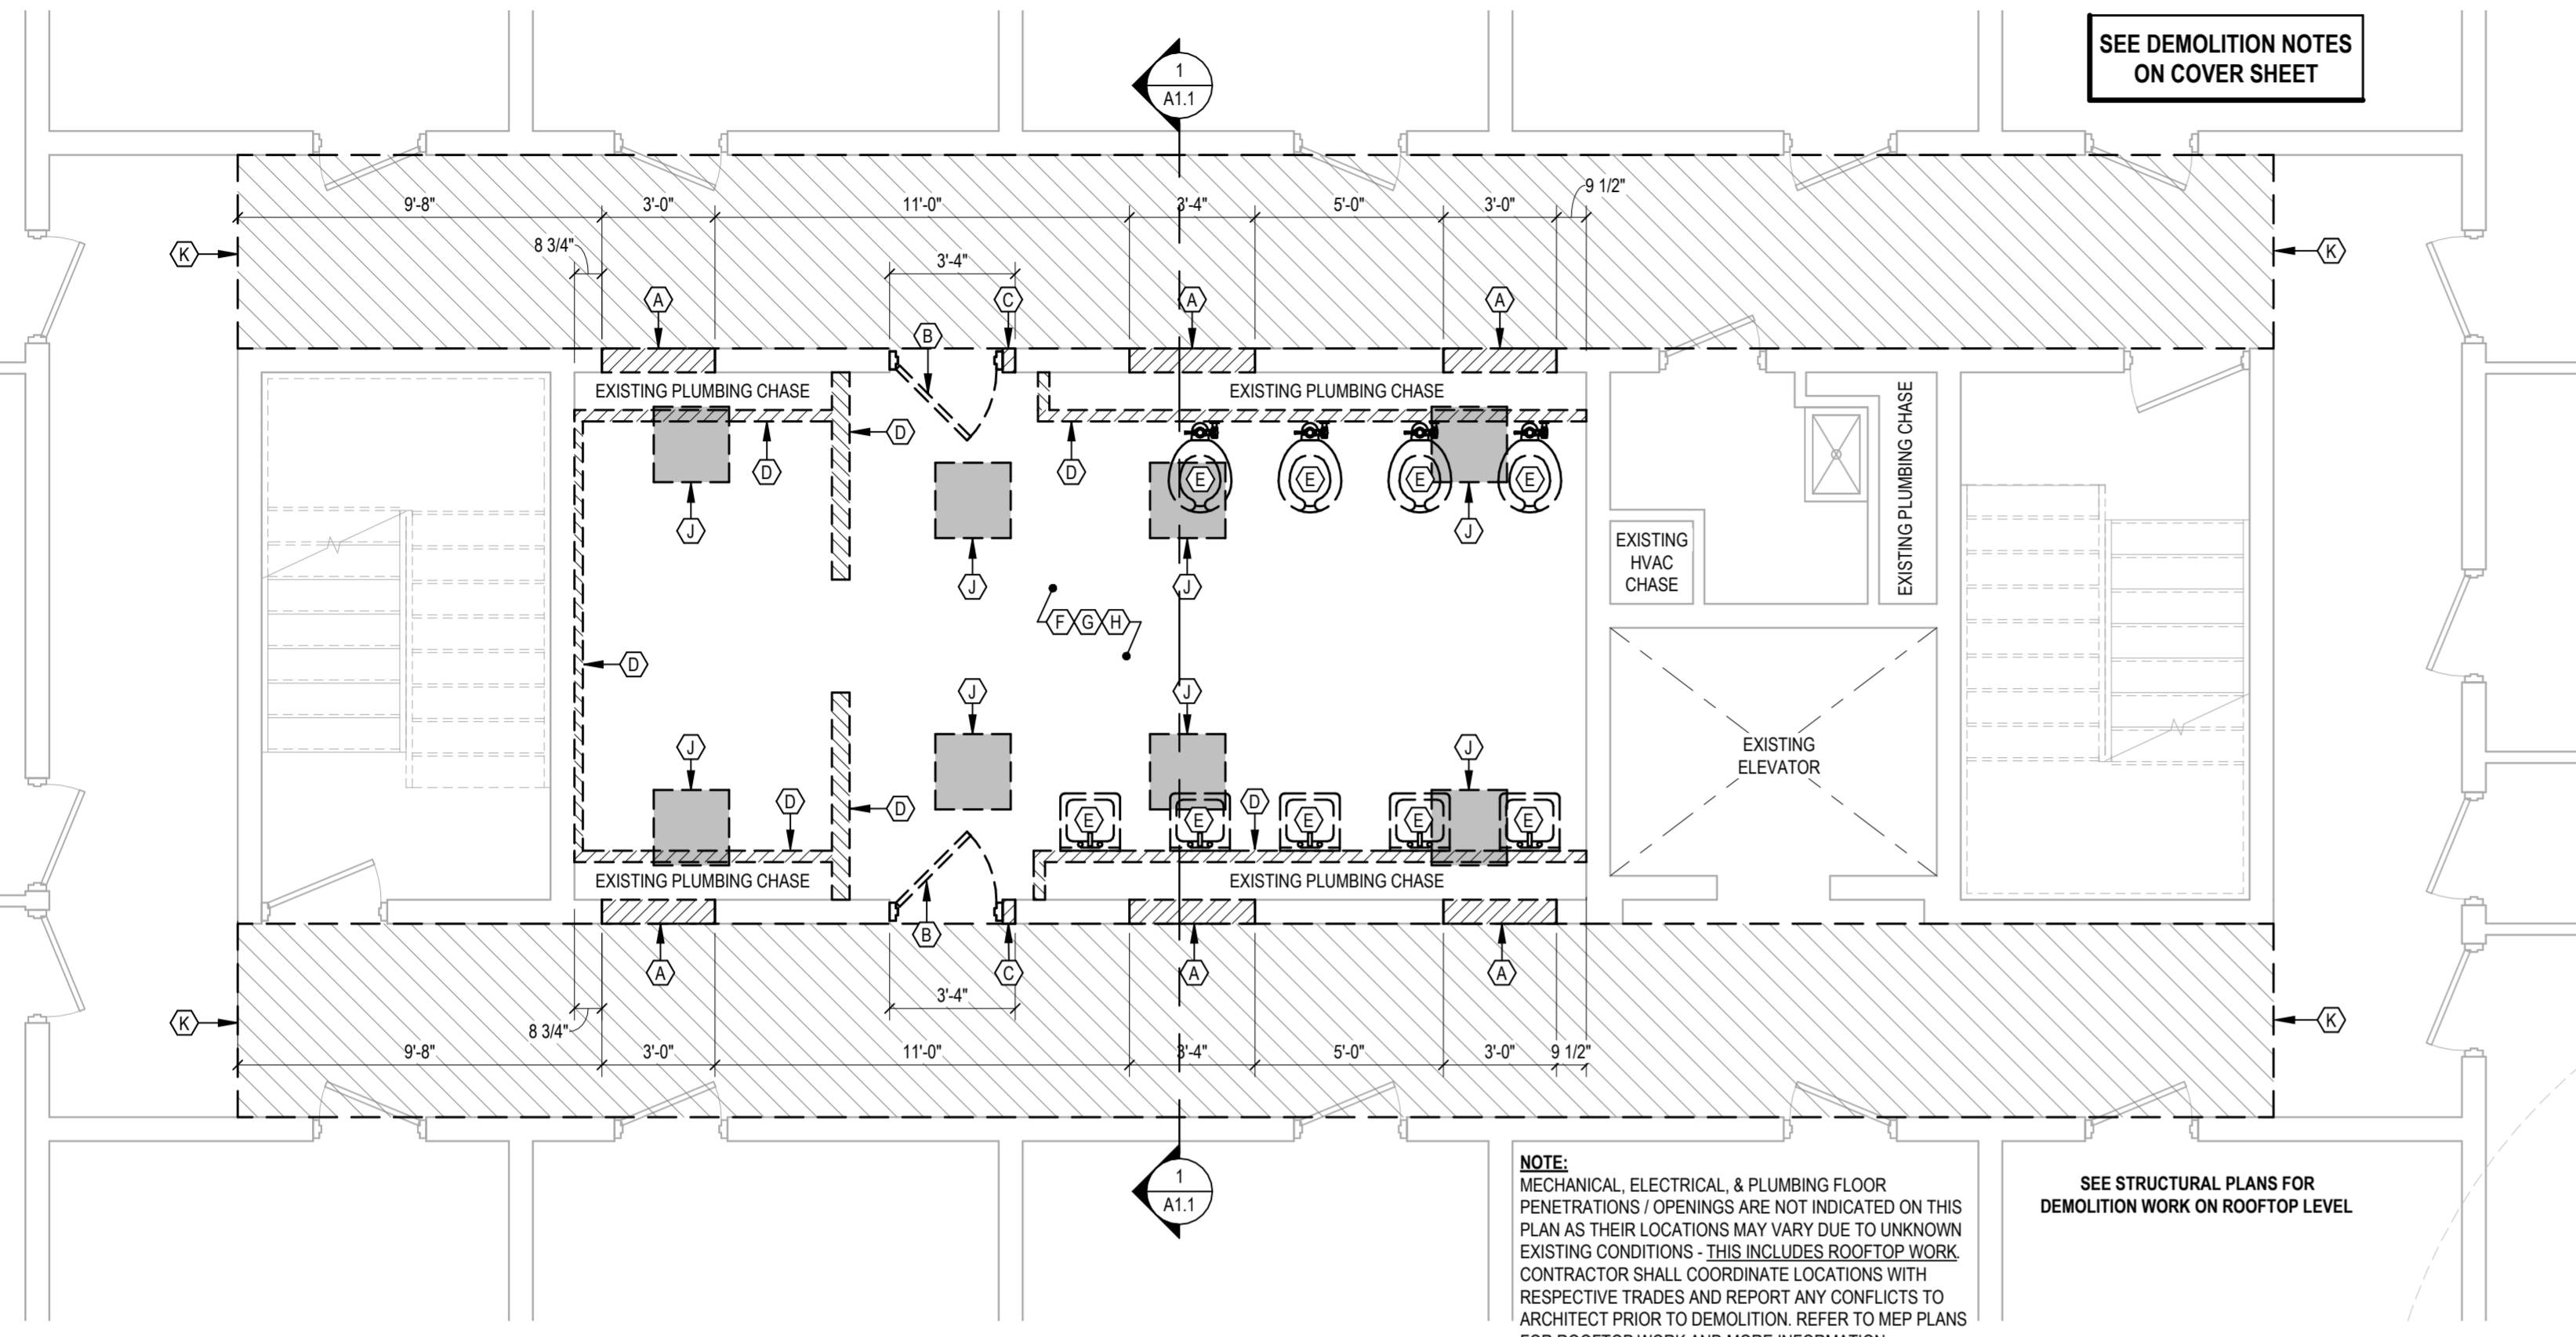 SEE DEMOLITION NOTES
ON COVER SHEET
1
A1.1
9 1/2"
9'-8"
3'-0"
11'-0"
3'-4"
5'-0"
3'-0"
8 3/4"
K
K
3'-4"
A
C
A
A
B
EXISTING PLUMBING CHASE
EXISTING PLUMBING CHASE
EXISTING PLUMBING CHASE
D
D
D
E
E
E
E
J
J
J
J
EXISTING
HVAC
CHASE
F
G
H
D
J
J
J
J
EXISTING
ELEVATOR
D
D
D
E
E
E
E
E
EXISTING PLUMBING CHASE
EXISTING PLUMBING CHASE
B
A
C
A
A
3'-4"
K
K
8 3/4"
9'-8"
3'-0"
11'-0"
3'-4"
5'-0"
3'-0"
9 1/2"
1
A1.1
NOTE:
MECHANICAL, ELECTRICAL, & PLUMBING FLOOR
PENETRATIONS / OPENINGS ARE NOT INDICATED ON THIS
PLAN AS THEIR LOCATIONS MAY VARY DUE TO UNKNOWN
EXISTING CONDITIONS - THIS INCLUDES ROOFTOP WORK.
CONTRACTOR SHALL COORDINATE LOCATIONS WITH
RESPECTIVE TRADES AND REPORT ANY CONFLICTS TO
ARCHITECT PRIOR TO DEMOLITION. REFER TO MEP PLANS
FOR ROOFTOP WORK AND MORE INFORMATION
SEE STRUCTURAL PLANS FOR
DEMOLITION WORK ON ROOFTOP LEVEL